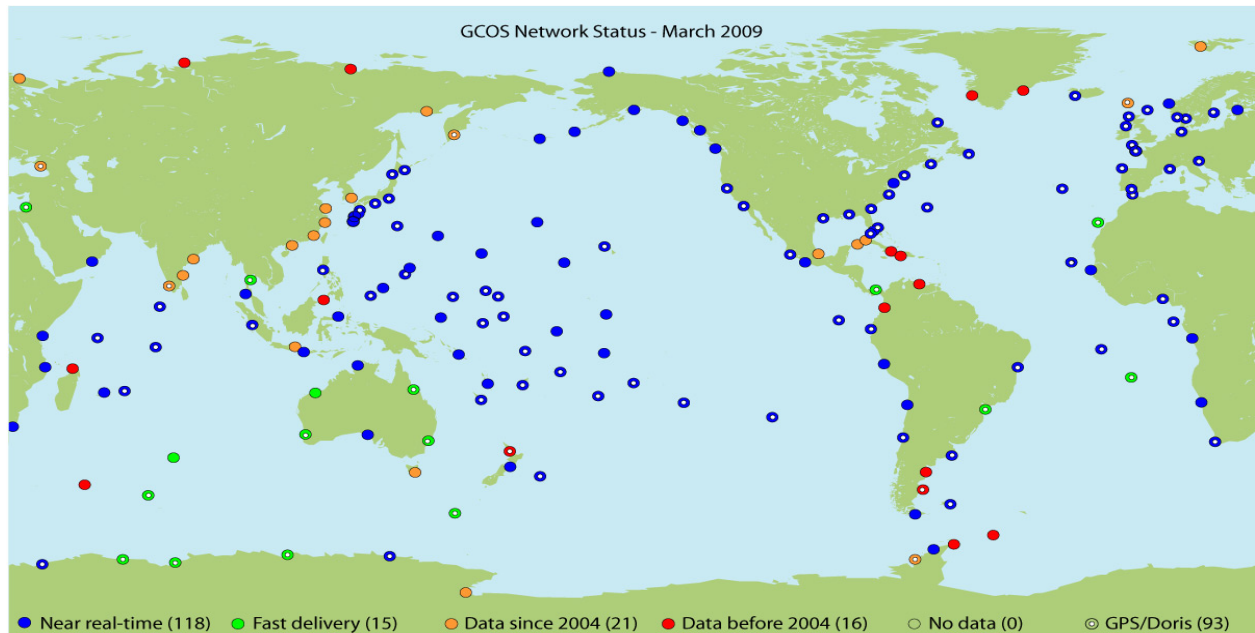 GCOS Network Status - March 2009
Near real-time (118) Fast delivery (15) Data since 2004 (21) Data before 2004 (16) No data (0) GPS/Doris (93)